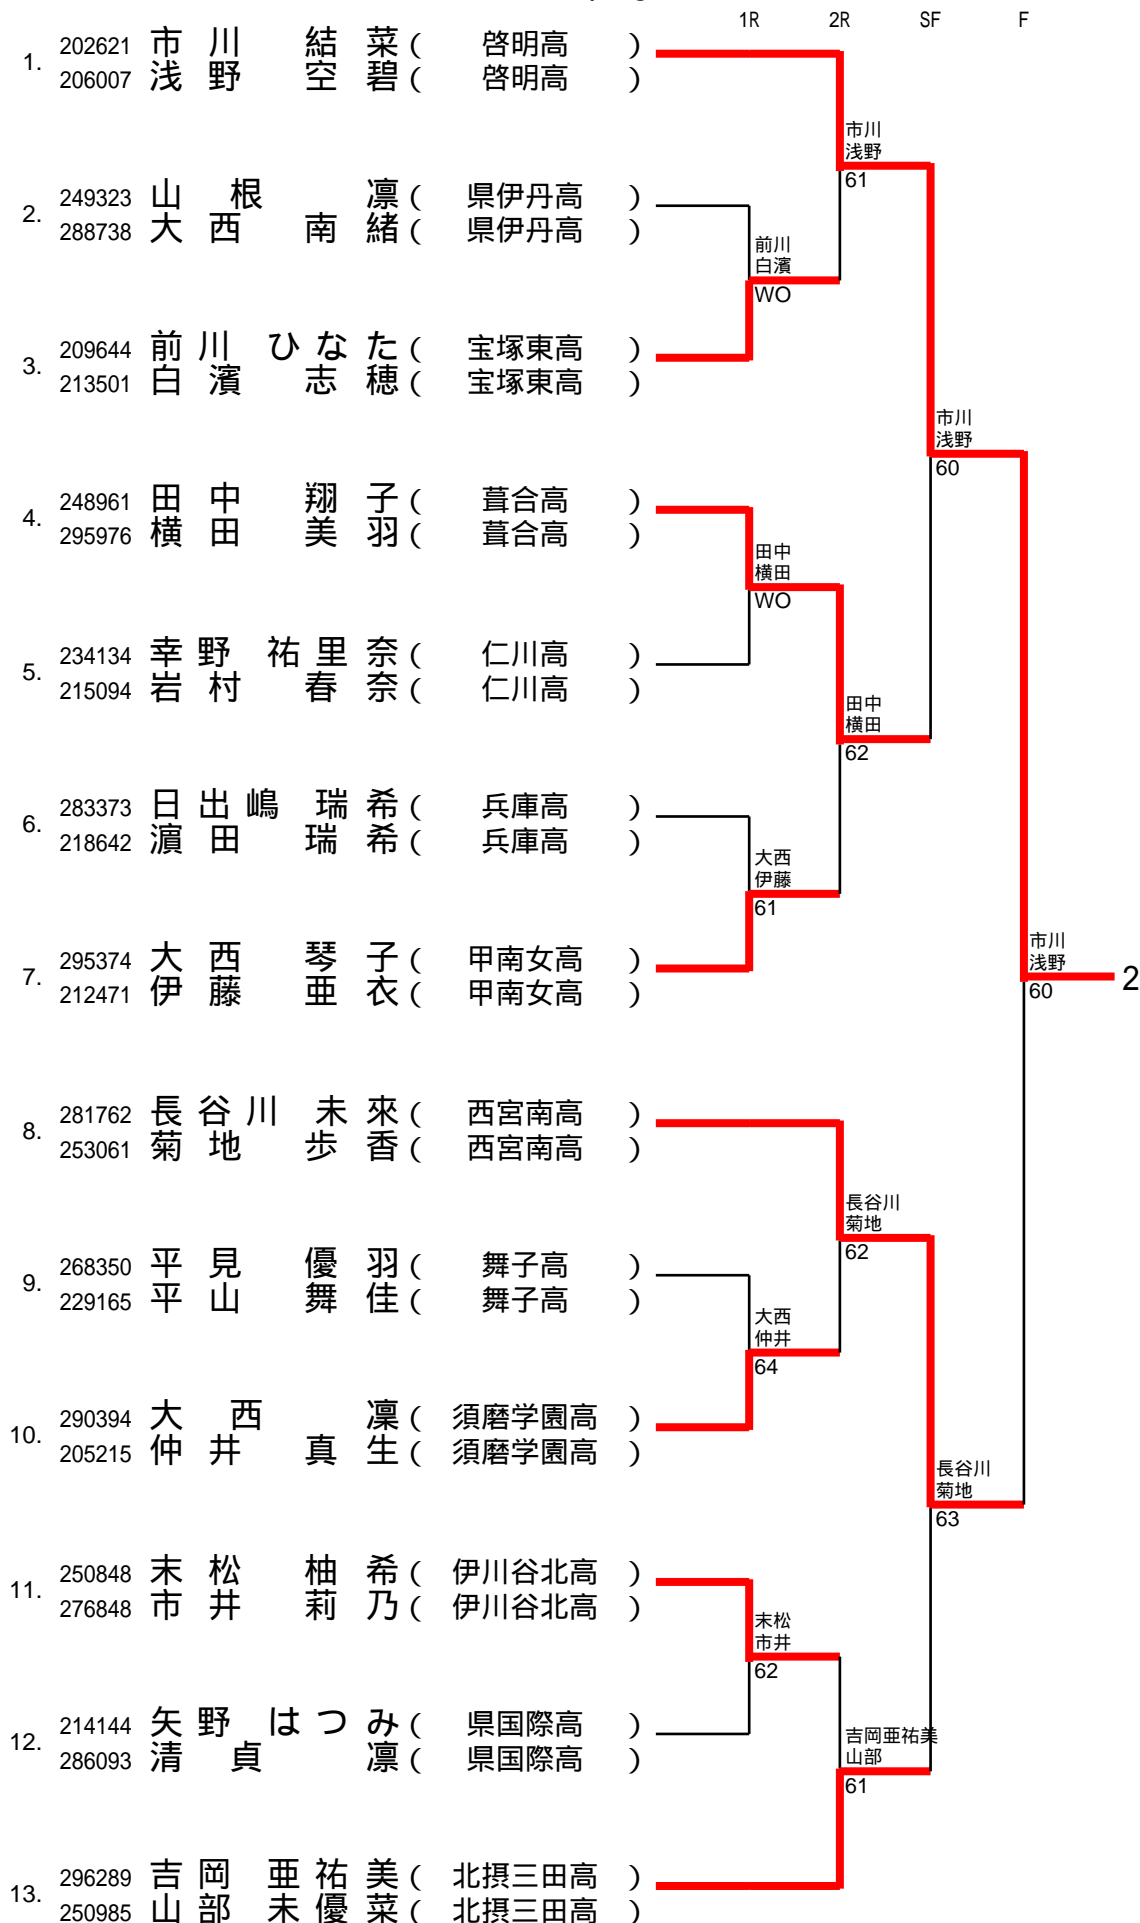 1R 2R SF F
1. 202621 市川 結菜 ( 啓明高 )
206007 浅野 空碧 ( 啓明高 )
市川
浅野
61
2. 249323 山根 凛 ( 県伊丹高 )
288738 大西 南緒 ( 県伊丹高 )
前川
白濱
WO
3. 209644 前川 ひなた ( 宝塚東高 )
213501 白濱 志穂 ( 宝塚東高 )
市川
浅野
60
4. 248961 田中 翔子 ( 葺合高 )
295976 横田 美羽 ( 葺合高 )
田中
横田
WO
5. 234134 幸野 祐里奈 ( 仁川高 )
215094 岩村 春奈 ( 仁川高 )
田中
横田
62
6. 283373 日出嶋 瑞希 ( 兵庫高 )
218642 濵田 瑞希 ( 兵庫高 )
大西
伊藤
61
7. 295374 大西 琴子 ( 甲南女高 )
212471 伊藤 亜衣 ( 甲南女高 )
市川
浅野
60
2
8. 281762 長谷川 未來 ( 西宮南高 )
253061 菊地 歩香 ( 西宮南高 )
長谷川
菊地
62
9. 268350 平見 優羽 ( 舞子高 )
229165 平山 舞佳 ( 舞子高 )
大西
仲井
64
10. 290394 大西 凜 ( 須磨学園高 )
205215 仲井 真生 ( 須磨学園高 )
長谷川
菊地
63
11. 250848 末松 柚希 ( 伊川谷北高 )
276848 市井 莉乃 ( 伊川谷北高 )
末松
市井
62
12. 214144 矢野 はつみ ( 県国際高 )
286093 清貞 凛 ( 県国際高 )
吉岡亜祐美
山部
61
13. 296289 吉岡 亜祐美 ( 北摂三田高 )
250985 山部 未優菜 ( 北摂三田高 )